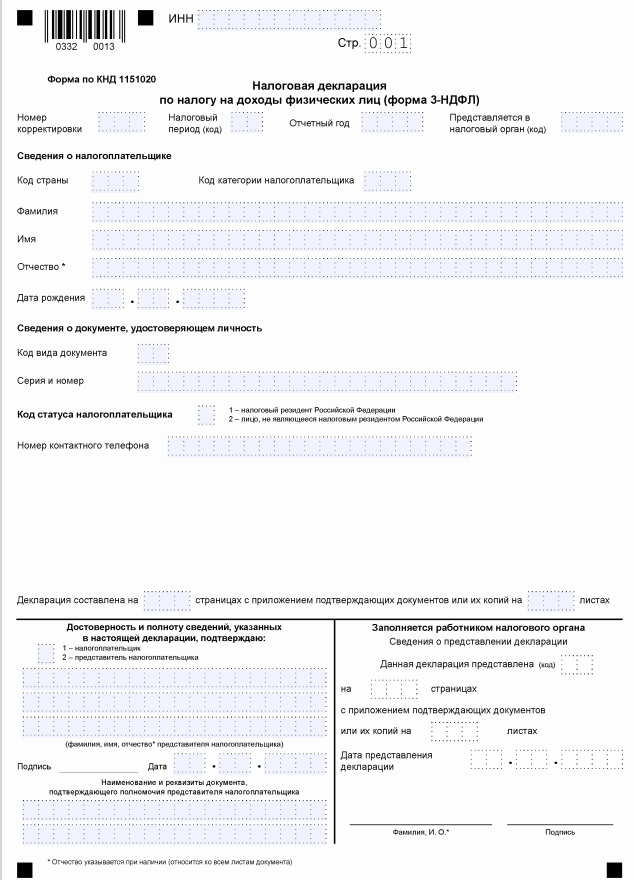 ИНН
Стр. 001
0332 0013
Форма по КНД 1151020
Налоговая декларация
по налогу на доходы физических лиц (форма 3-НДФЛ)
Номер корректировки Налоговый период (код) Отчетный год Представляется в налоговый орган (код)
Сведения о налогоплательщике
Код страны Код категории налогоплательщика
Фамилия
Имя
Отчество *
Дата рождения . .
Сведения о документе, удостоверяющем личность
Код вида документа
Серия и номер
Код статуса налогоплательщика 1 – налоговый резидент Российской Федерации
2 – лицо, не являющееся налоговым резидентом Российской Федерации
Номер контактного телефона
Декларация составлена на страницах с приложением подтверждающих документов или их копий на листах
Достоверность и полноту сведений, указанных
в настоящей декларации, подтверждаю:
1 – налогоплательщик
2 – представитель налогоплательщика
(фамилия, имя, отчество* представителя налогоплательщика)
Подпись Дата . .
Наименование и реквизиты документа,
подтверждающего полномочия представителя налогоплательщика
Заполняется работником налогового органа
Сведения о представлении декларации
Данная декларация представлена (код)
на страницах
с приложением подтверждающих документов
или их копий на листах
Дата представления
декларации . .
Фамилия, И. О.* Подпись
* Отчество указывается при наличии (относится ко всем листам документа)